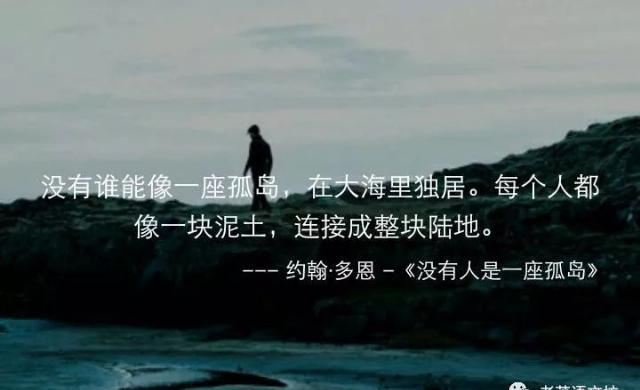 没有谁能像一座孤岛，在大海里独居。每个人都
像一块泥土，连接成整块陆地。
--- 约翰·多恩 -《没有人是一座孤岛》